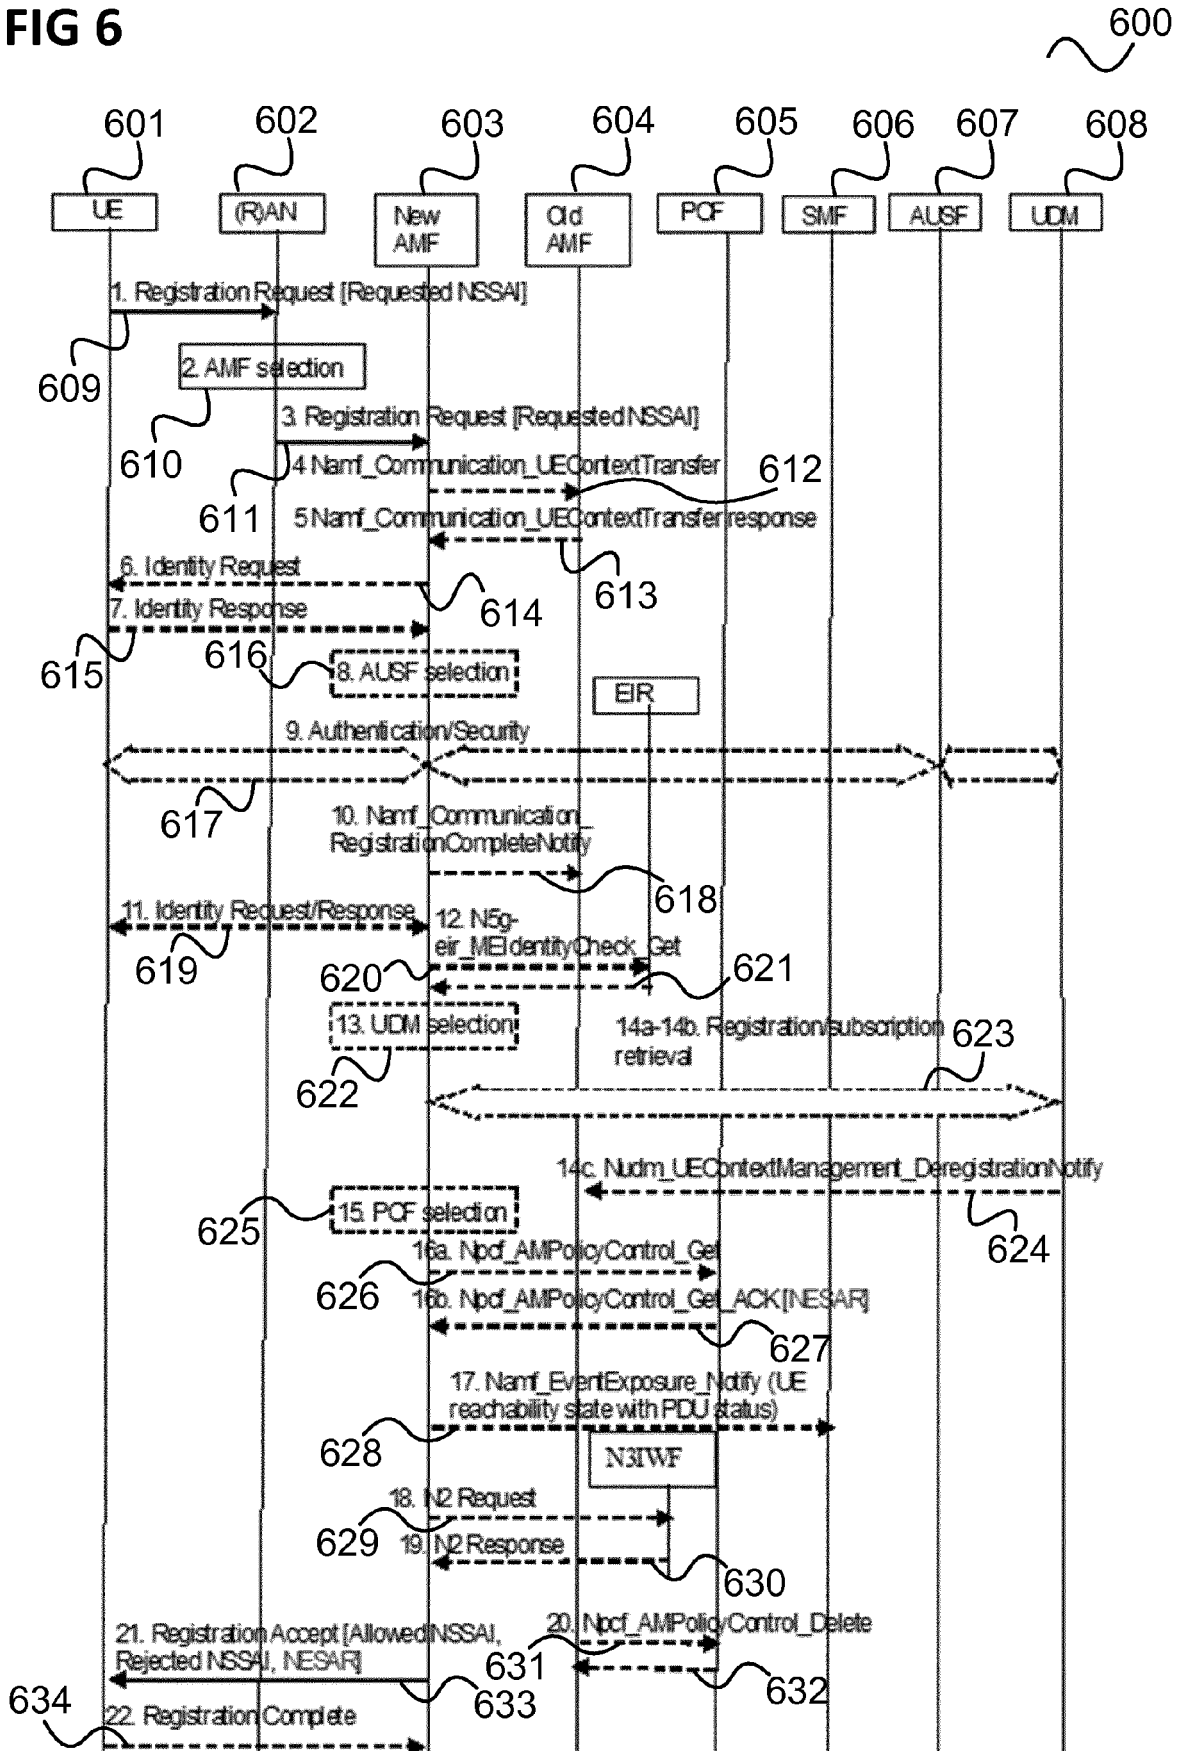 FIG 6
600
601
602
603
604
605
606
607
608
UE
(R)AN
New
AMF
Old
AMF
PCF
SMF
AUSF
UDM
1. Registration Request [Requested NSSAI]
609
2. AMF selection
610
3. Registration Request [Requested NSSAI]
611
4 Namf_Communication_UEContextTransfer
612
5 Namf_Communication_UEContextTransfer response
613
6. Identity Request
614
7. Identity Response
615
616
8. AUSF selection
EIR
9. Authentication/Security
617
10. Namf_Communication_
RegistrationCompleteNotify
618
11. Identity Request/Response
619
12. N5g-
eir_MEIdentityCheck_Get
620
621
13. UDM selection
622
14a-14b. Registration/subscription
retrieval
623
14c. Nudm_UEContextManagement_DeregistrationNotify
624
625
15. PCF selection
16a. Npcf_AMPolicyControl_Get
626
16b. Npcf_AMPolicyControl_Get_ACK [NESAR]
627
17. Namf_EventExposure_Notify (UE
reachability state with PDU status)
628
N3IWF
18. N2 Request
629
19. N2 Response
630
20. Npcf_AMPolicyControl_Delete
631
632
21. Registration Accept [Allowed NSSAI,
Rejected NSSAI, NESAR]
633
634
22. Registration Complete